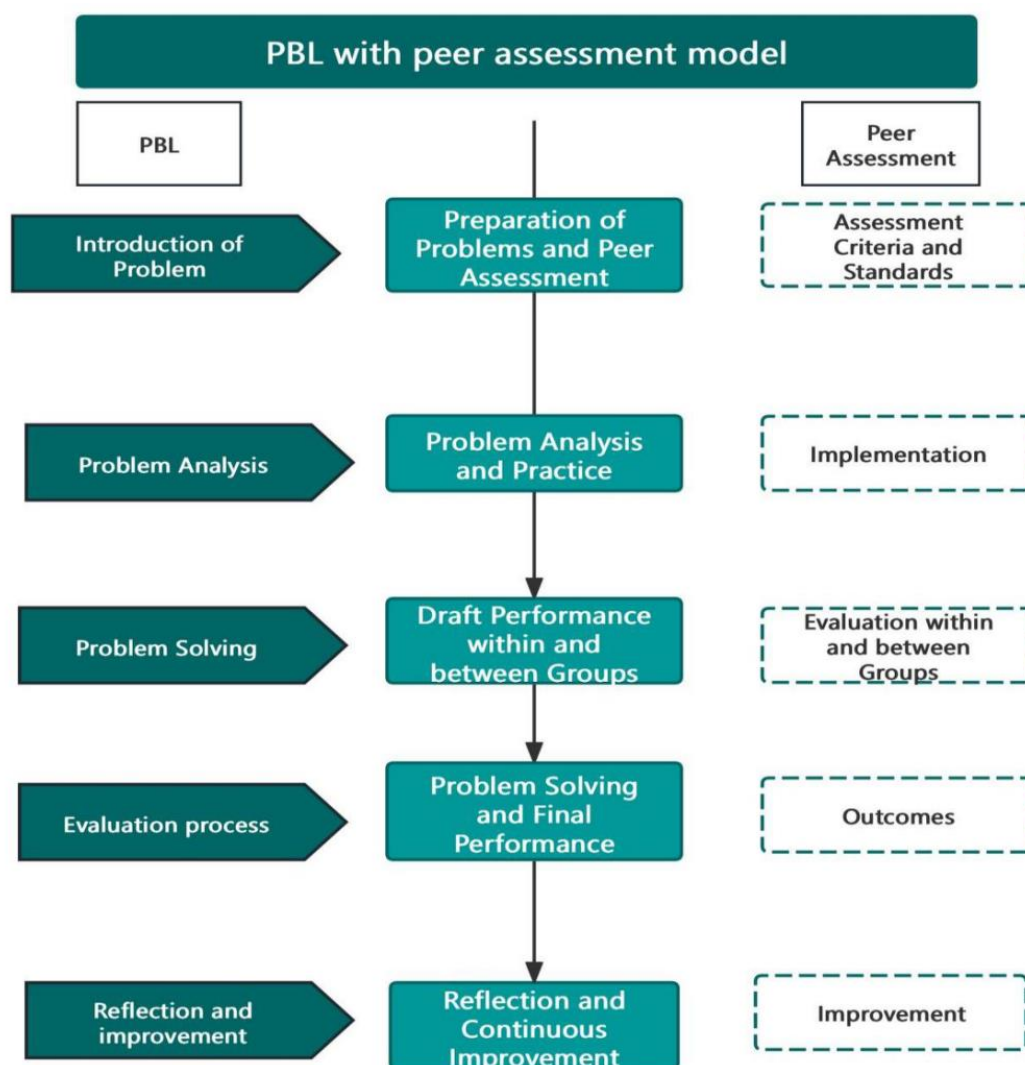 PBL with peer assessment model
PBL
Peer
Assessment
Introduction of
Problem
Preparation of
Problems and Peer
Assessment
Assessment
Criteria and
Standards
Problem Analysis
Problem Analysis
and Practice
Implementation
Problem Solving
Draft Performance
within and
between Groups
Evaluation within
and between
Groups
Evaluation process
Problem Solving
and Final
Performance
Outcomes
Reflection and
improvement
Reflection and
Continuous
Improvement
Improvement